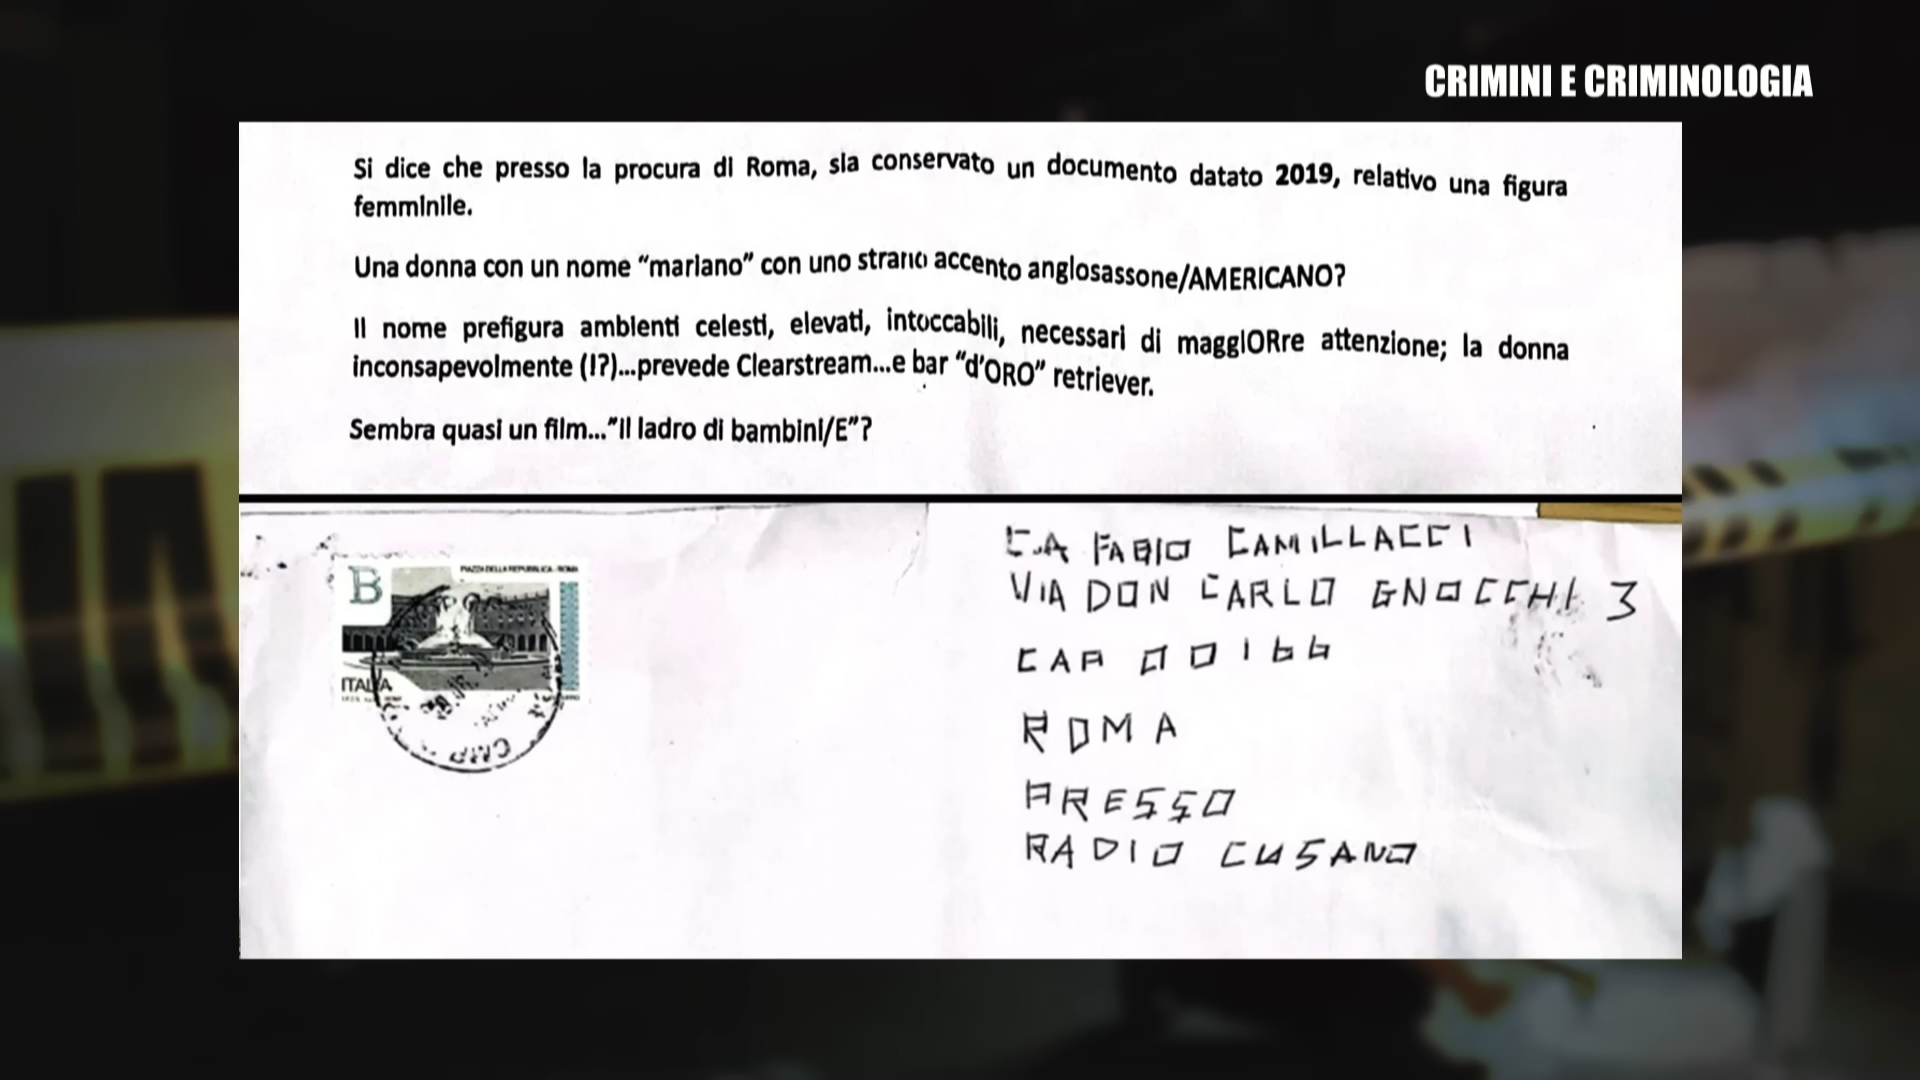 CRIMINI E CRIMINOLOGIA
Si dice che presso la procura di Roma, sia conservato un documento datato 2019, relativo una figura
femminile.
Una donna con un nome “mariano” con uno strano accento anglosassone/AMERICANO?
Il nome prefigura ambienti celesti, elevati, intoccabili, necessari di maggIORre attenzione; la donna
inconsapevolmente (!?)...prevede Clearstream...e bar “d’ORO” retriever.
Sembra quasi un film...”il ladro di bambini/E”?
C.A FABIO CAMILLACCI
VIA DON CARLO GNOCCHI 3
CAP 00166
ROMA
PRESSO
RADIO CUSANO
B
PIAZZA DELLA REPUBBLICA - ROMA
ITALIA
CMP